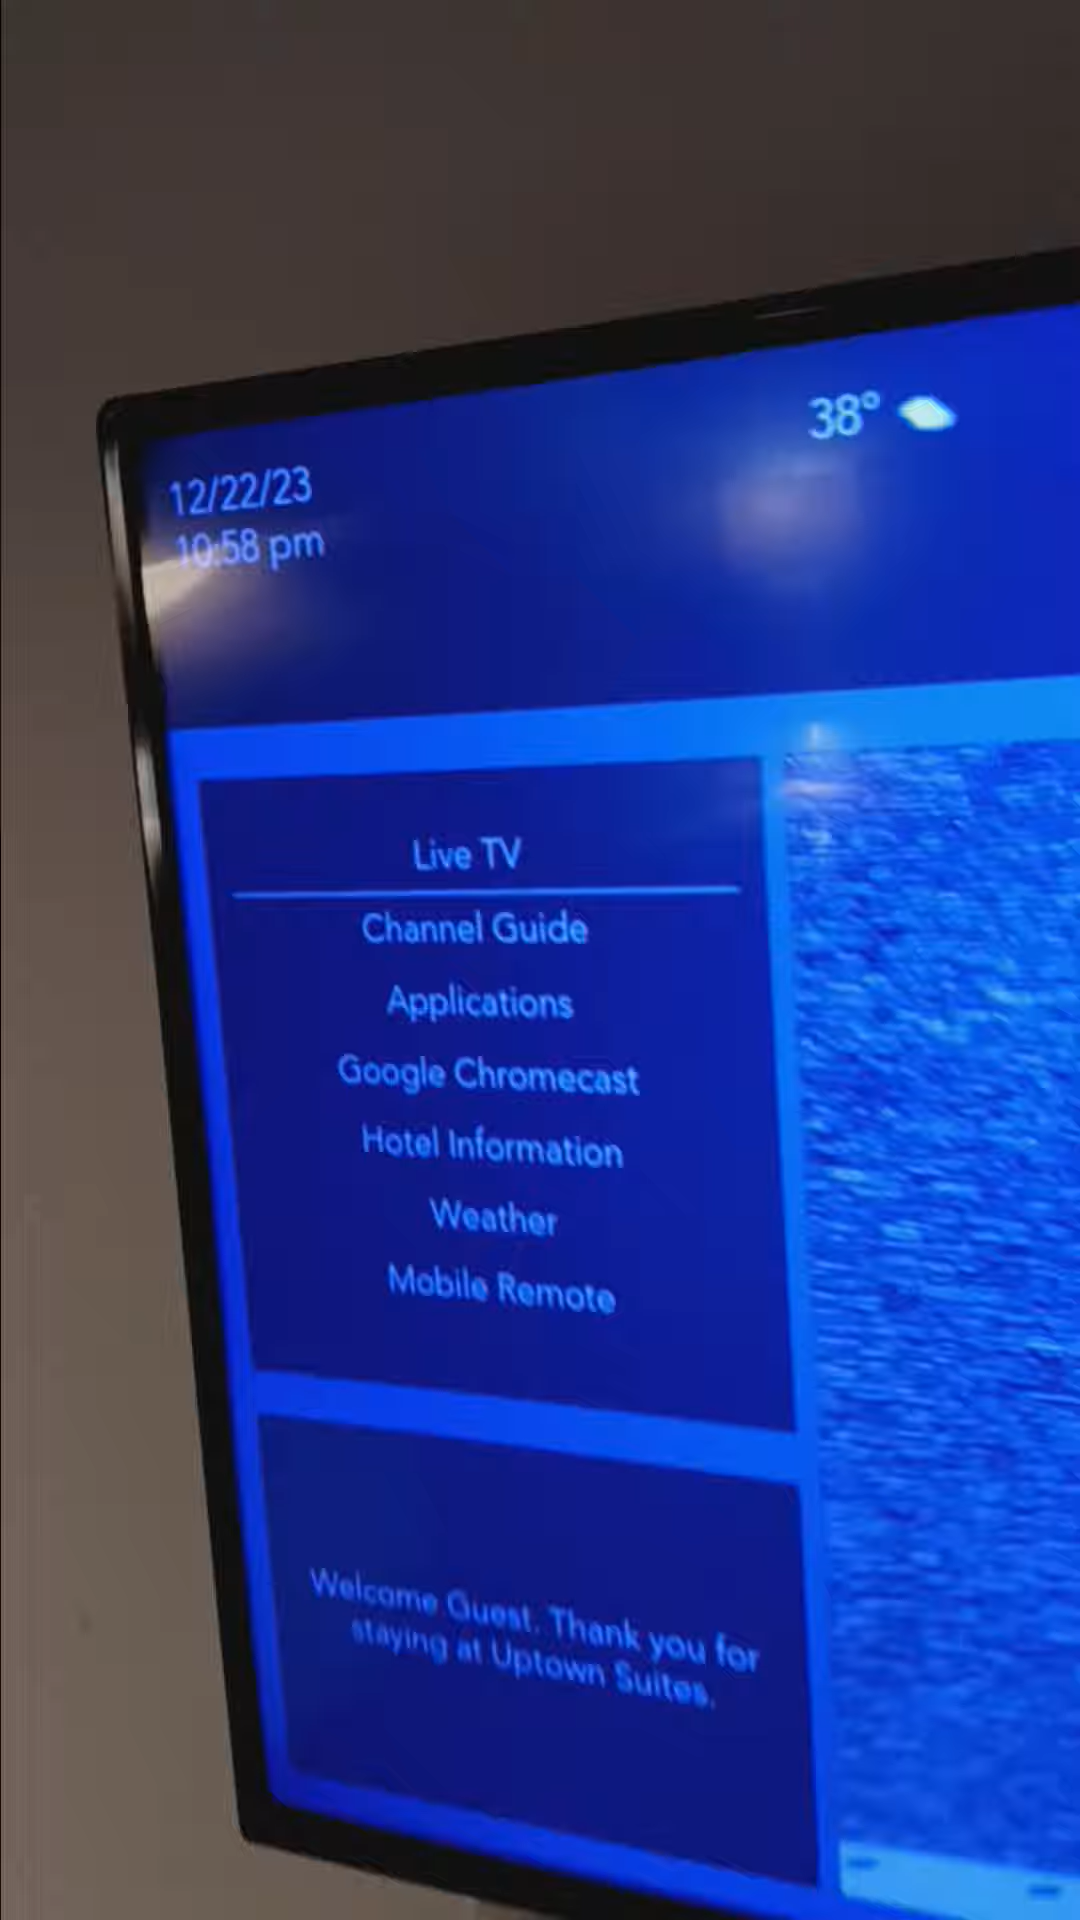 38°
12/22/23
10:58 pm
Live TV
Channel Guide
Applications
Google Chromecast
Hotel Information
Weather
Mobile Remote
Welcome Guest. Thank you for
staying at Uptown Suites.